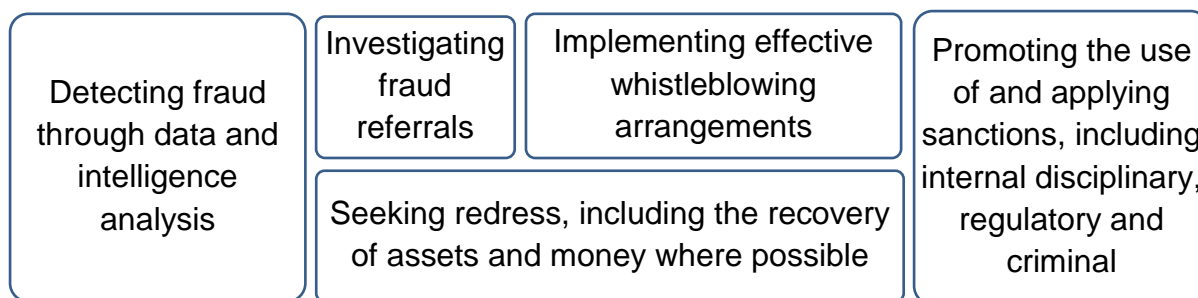 Detecting fraud
through data and
intelligence
analysis
Investigating
fraud
referrals
Implementing effective
whistleblowing
arrangements
Seeking redress, including the recovery
of assets and money where possible
Promoting the use
of and applying
sanctions, including
internal disciplinary,
regulatory and
criminal